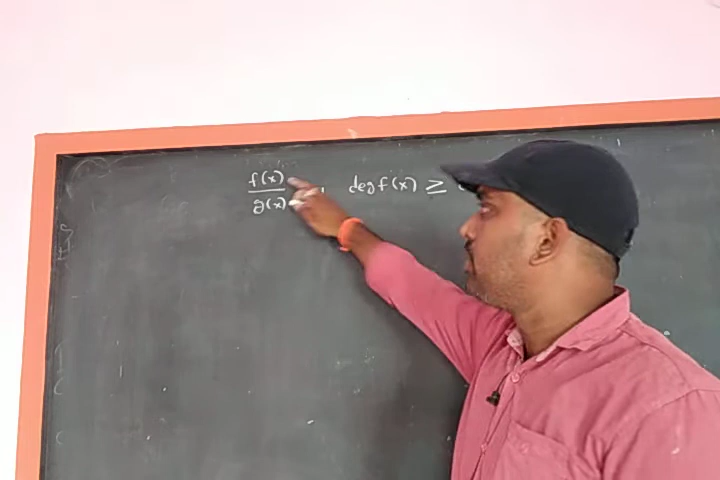 f(x)
g(x)
deg f(x) ≥